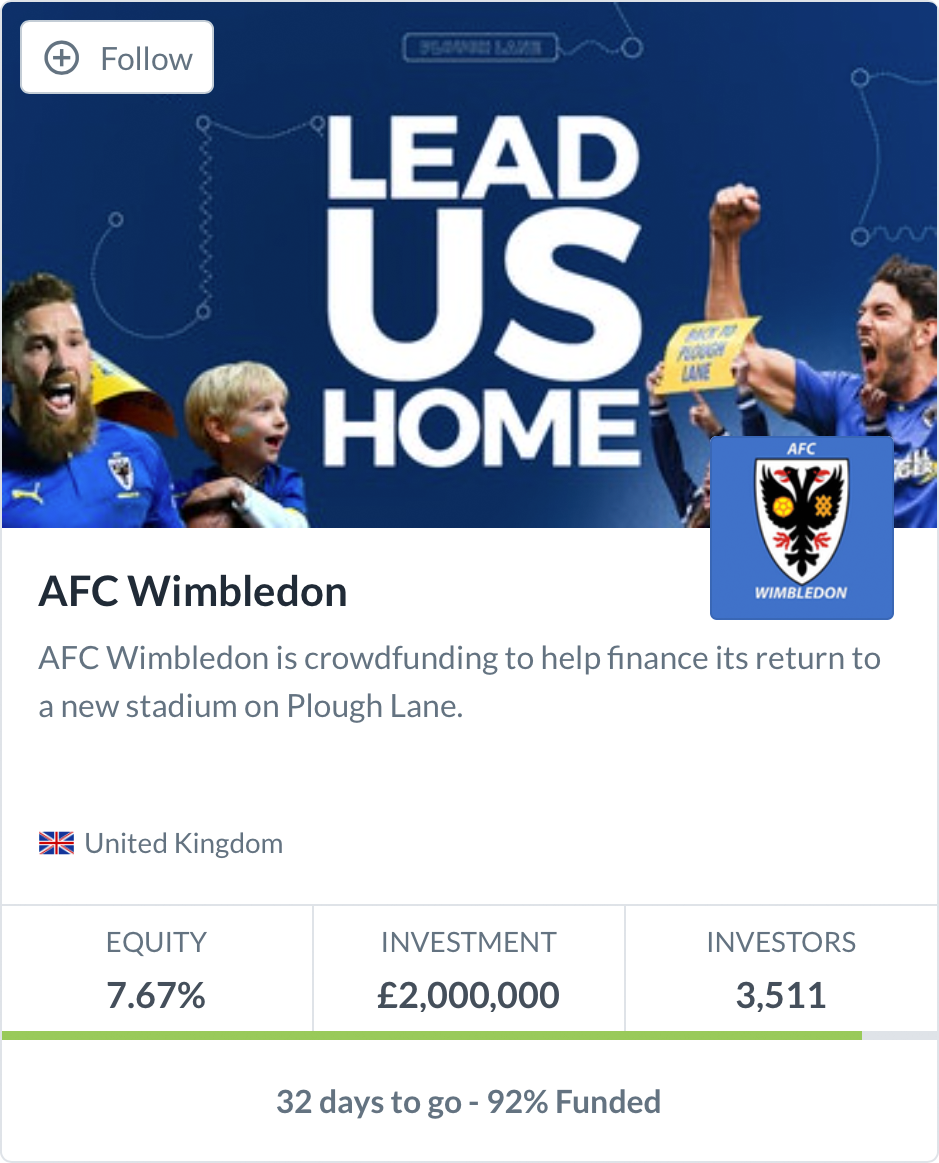 Follow
PLOUGH LANE
LEAD
US
HOME
BACK TO
PLOUGH
LANE
AFC
WIMBLEDON
AFC Wimbledon
AFC Wimbledon is crowdfunding to help finance its return to
a new stadium on Plough Lane.
United Kingdom
EQUITY
INVESTMENT
INVESTORS
7.67%
£2,000,000
3,511
32 days to go - 92% Funded